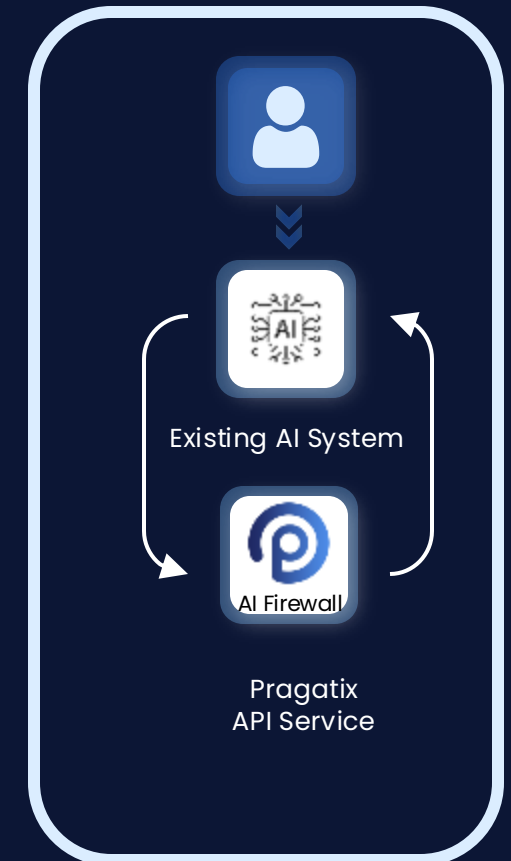 AI
Existing AI System
AI Firewall
Pragatix
API Service